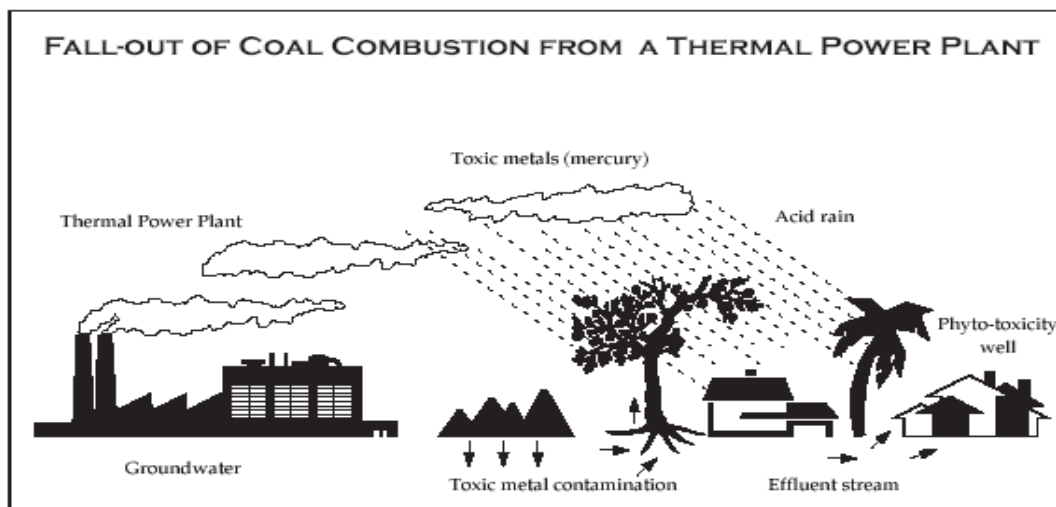 FALL-OUT OF COAL COMBUSTION FROM A THERMAL POWER PLANT
Toxic metals (mercury)
Thermal Power Plant
Acid rain
Phyto-toxicity
well
Groundwater
Toxic metal contamination
Effluent stream